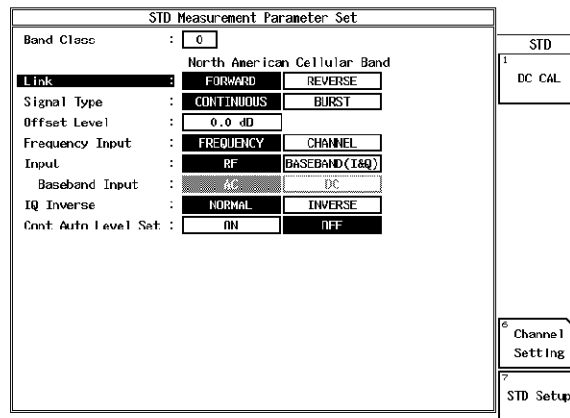 STD Measurement Parameter Set
Band Class : 0
North American Cellular Band
Link : FORWARD REVERSE
Signal Type : CONTINUOUS BURST
Offset Level : 0.0 dB
Frequency Input : FREQUENCY CHANNEL
Input : RF BASEBAND(I&Q)
Baseband Input : AC DC
IQ Inverse : NORMAL INVERSE
Cont Auto Level Set : ON OFF
STD
1
DC CAL
6
Channel
Setting
7
STD Setup